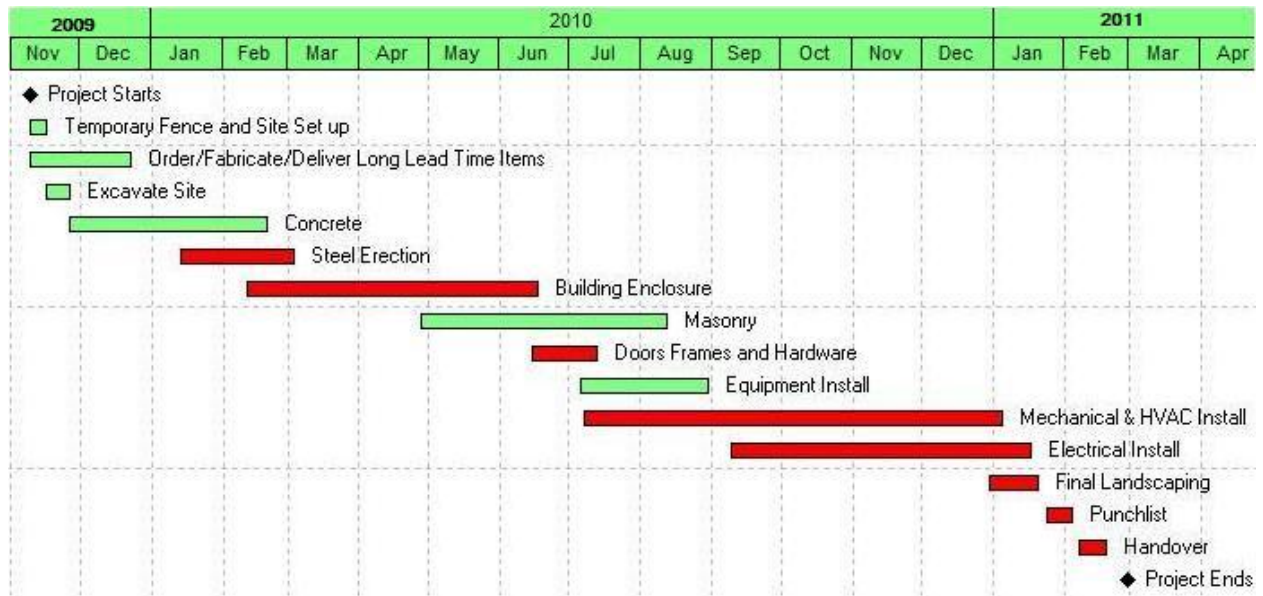 2009 2010 2011
Nov Dec Jan Feb Mar Apr May Jun Jul Aug Sep Oct Nov Dec Jan Feb Mar Apr
Project Starts
Temporary Fence and Site Set up
Order/Fabricate/Deliver Long Lead Time Items
Excavate Site
Concrete
Steel Erection
Building Enclosure
Masonry
Doors Frames and Hardware
Equipment Install
Mechanical & HVAC Install
Electrical Install
Final Landscaping
Punchlist
Handover
Project Ends